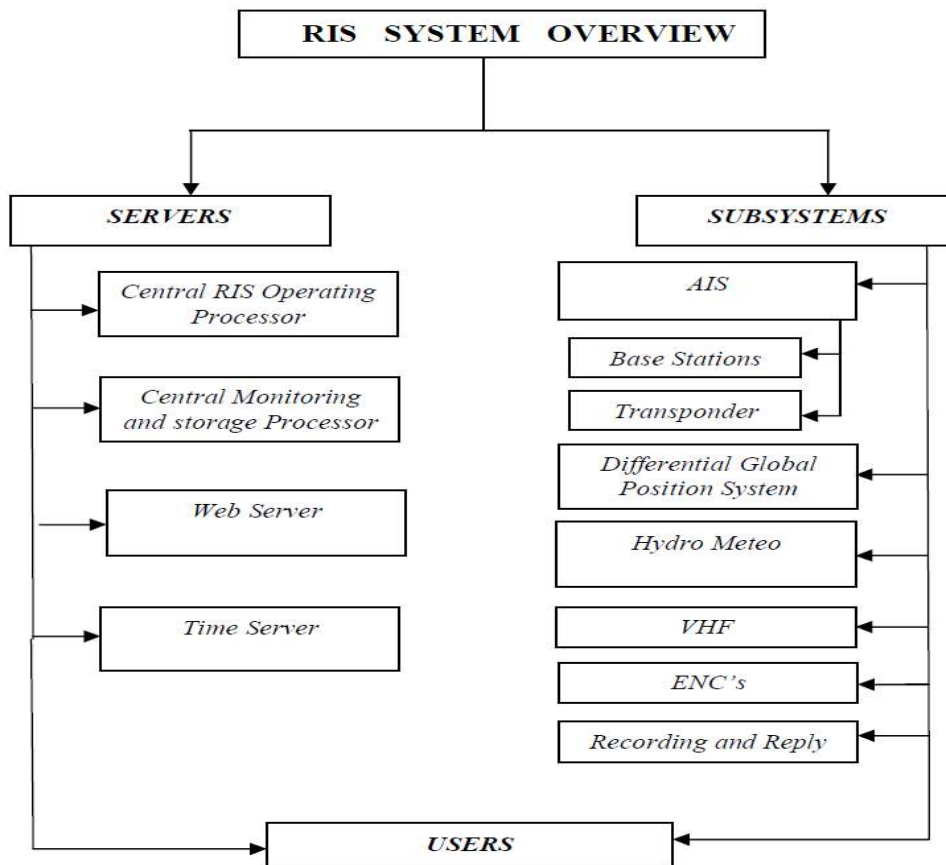 RIS SYSTEM OVERVIEW
SERVERS
Central RIS Operating
Processor
Central Monitoring
and storage Processor
Web Server
Time Server
SUBSYSTEMS
AIS
Base Stations
Transponder
Differential Global
Position System
Hydro Meteo
VHF
ENC's
Recording and Reply
USERS